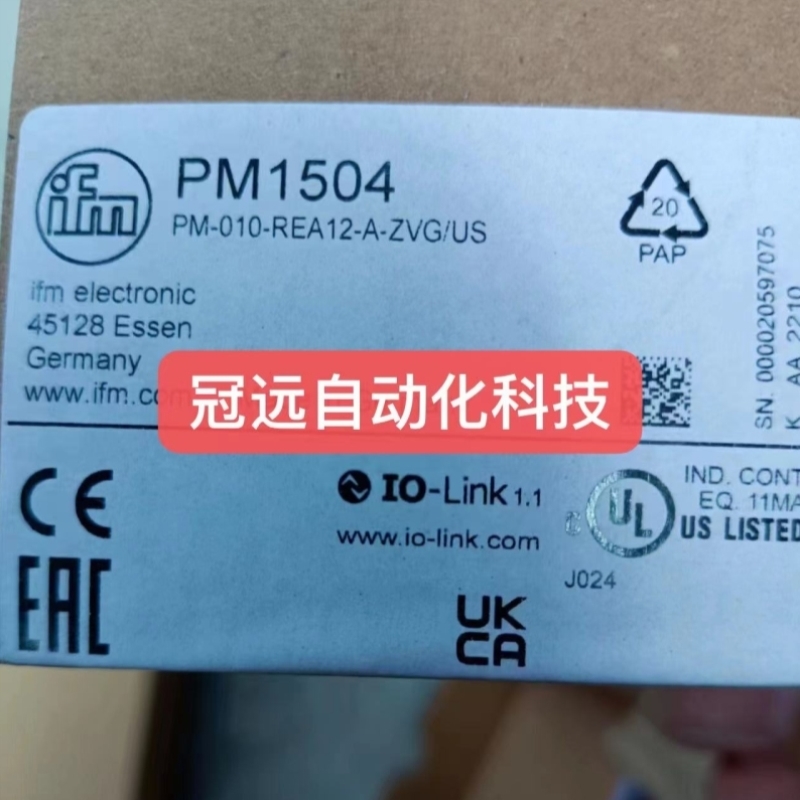 ifm
PM1504
PM-010-REA12-A-ZVG/US
20
PAP
ifm electronic
45128 Essen
Germany
www.ifm.co
冠远自动化科技
SN. 000020597075
K AA 2210
CE
IO-Link 1.1
www.io-link.com
C UL US LISTED
IND. CONT
EQ. 11MA
J024
EAC
UK
CA